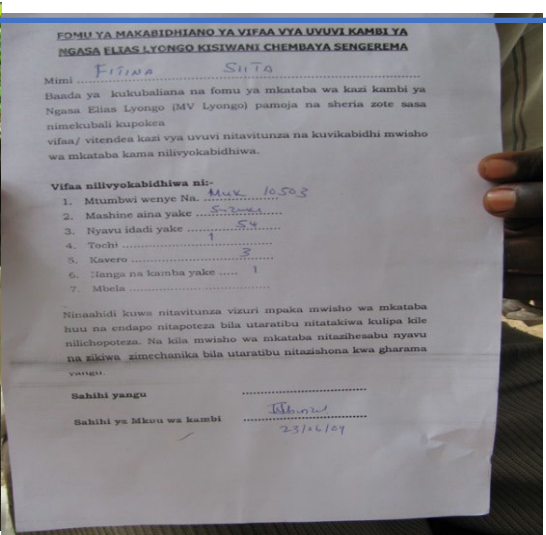 FOMU YA MAKABIDHIANO YA VIFAA VYA UVUVI KAMBI YA
NGASA ELIAS LYONGO KISIWANI CHEMBAYA SENGEREMA
Mimi FITINA SIITA
Baada ya kukubaliana na fomu ya mkataba wa kazi kambi ya
Ngasa Elias Lyongo (MV Lyongo) pamoja na sheria zote sasa
nimekubali kupokea
vifaa/ vitendea kazi vya uvuvi nitavitunza na kuvikabidhi mwisho
wa mkataba kama nilivyokabidhiwa.
Vifaa nilivyokabidhiwa ni:-
1. Mtumbwi wenye Na. Muk 10503
2. Mashine aina yake Suzuki
3. Nyavu idadi yake 54
4. Tochi 1
5. Kavero 3
6. Nanga na kamba yake ..... 1
7. Mbela
Ninaahidi kuwa nitavitunza vizuri mpaka mwisho wa mkataba
huu na endapo nitapoteza bila utaratibu nitatakiwa kulipa kile
nilichopoteza. Na kila mwisho wa mkataba nitazihesabu nyavu
na zikiwa zimechanika bila utaratibu nitazishona kwa gharama
yangu.
Sahihi yangu
Sahihi ya Mkuu wa kambi
23/06/09